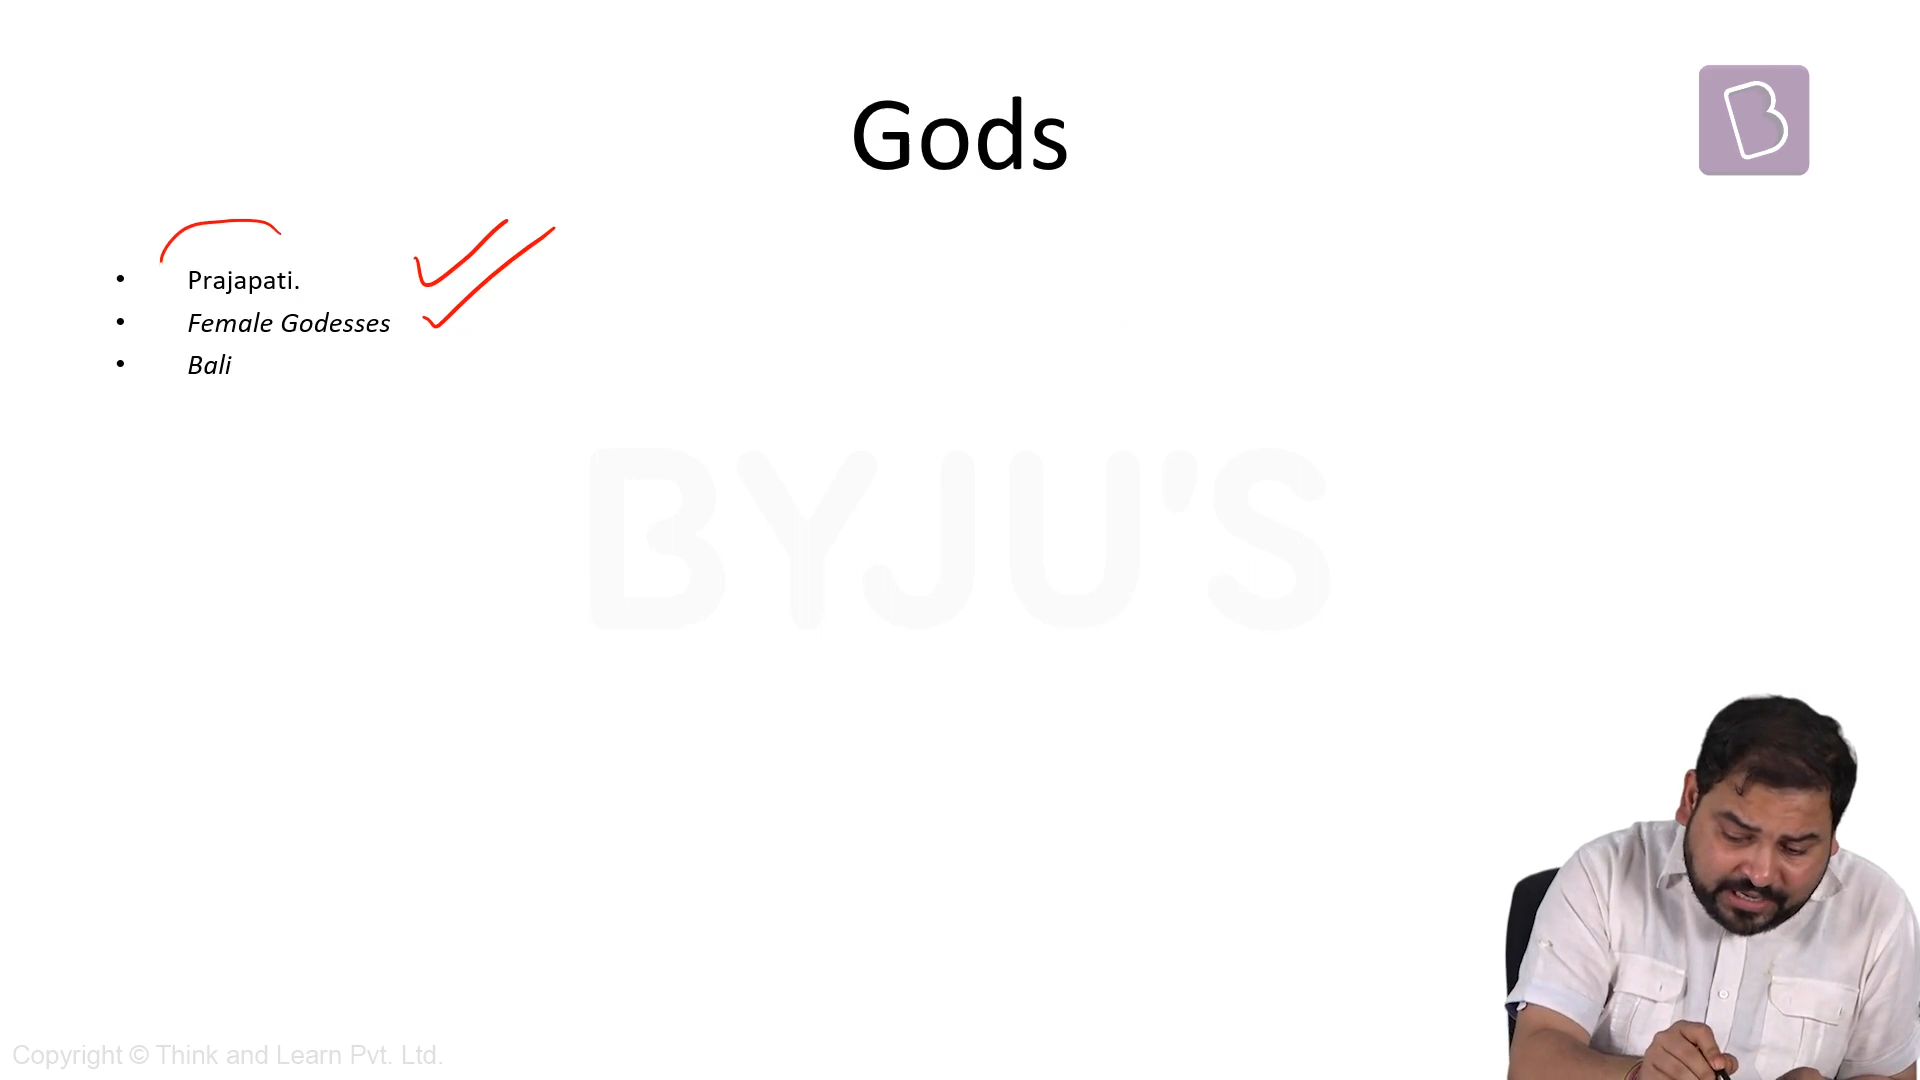 Gods
• Prajapati.
• Female Godesses
• Bali
BYJU'S
Copyright © Think and Learn Pvt. Ltd.